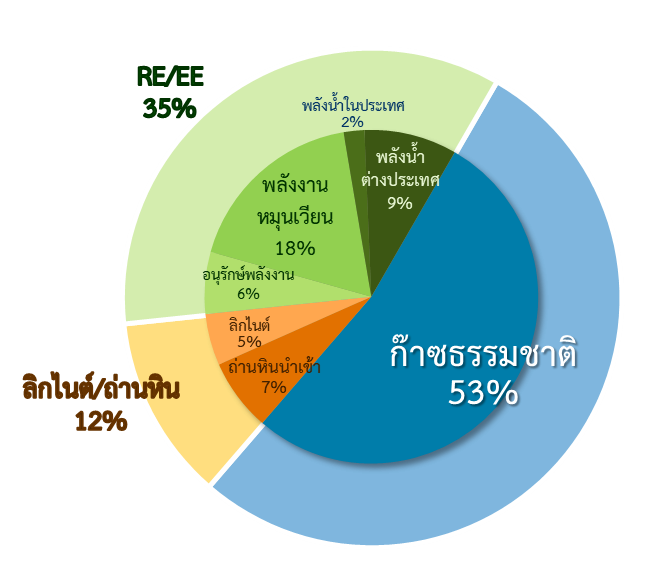 RE/EE
35%
พลังน้ำในประเทศ
2%
พลังน้ำ
ต่างประเทศ
9%
พลังงาน
หมุนเวียน
18%
อนุรักษ์พลังงาน
6%
ลิกไนต์
5%
ถ่านหินนำเข้า
7%
ก๊าซธรรมชาติ
53%
ลิกไนต์/ถ่านหิน
12%